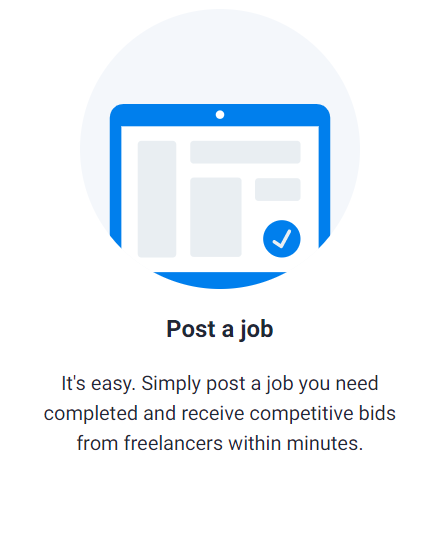 Post a job
It's easy. Simply post a job you need
completed and receive competitive bids
from freelancers within minutes.